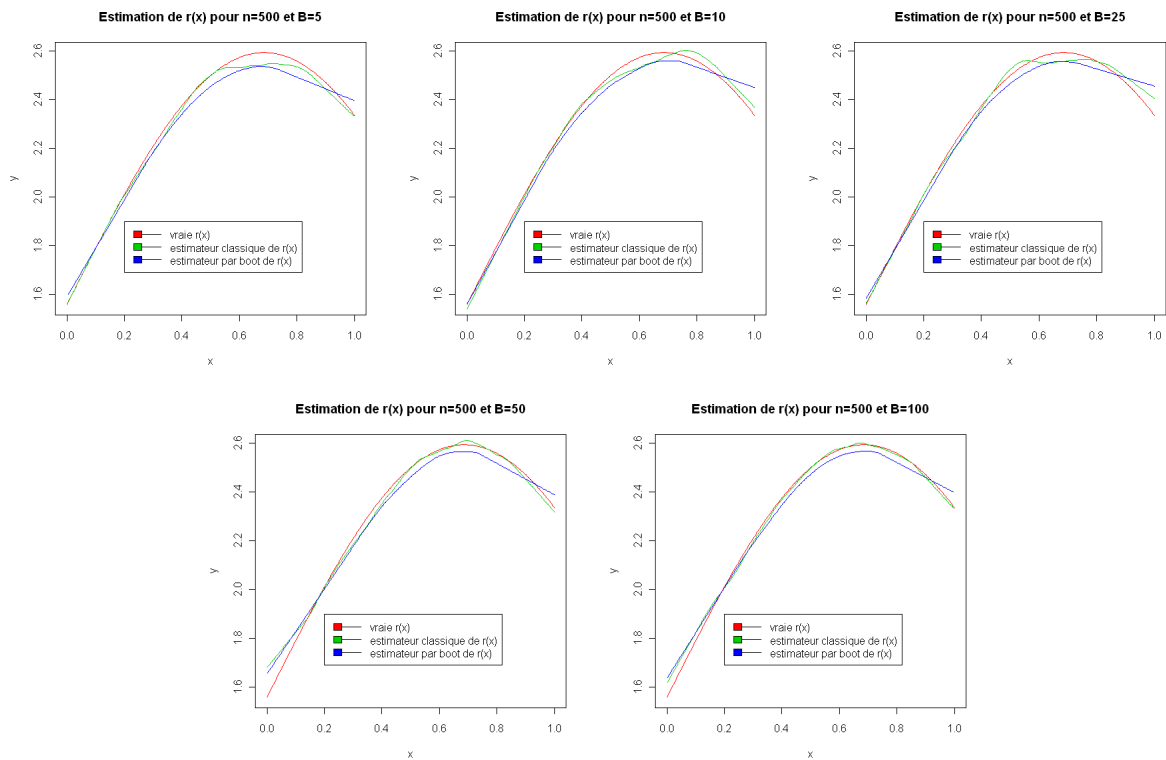 Estimation de r(x) pour n=500 et B=5
y
2.6
2.4
2.2
2.0
1.8
1.6
vraie r(x)
estimateur classique de r(x)
estimateur par boot de r(x)
0.0 0.2 0.4 0.6 0.8 1.0
x
Estimation de r(x) pour n=500 et B=10
y
2.6
2.4
2.2
2.0
1.8
1.6
vraie r(x)
estimateur classique de r(x)
estimateur par boot de r(x)
0.0 0.2 0.4 0.6 0.8 1.0
x
Estimation de r(x) pour n=500 et B=25
y
2.6
2.4
2.2
2.0
1.8
1.6
vraie r(x)
estimateur classique de r(x)
estimateur par boot de r(x)
0.0 0.2 0.4 0.6 0.8 1.0
x
Estimation de r(x) pour n=500 et B=50
y
2.6
2.4
2.2
2.0
1.8
1.6
vraie r(x)
estimateur classique de r(x)
estimateur par boot de r(x)
0.0 0.2 0.4 0.6 0.8 1.0
x
Estimation de r(x) pour n=500 et B=100
y
2.6
2.4
2.2
2.0
1.8
1.6
vraie r(x)
estimateur classique de r(x)
estimateur par boot de r(x)
0.0 0.2 0.4 0.6 0.8 1.0
x